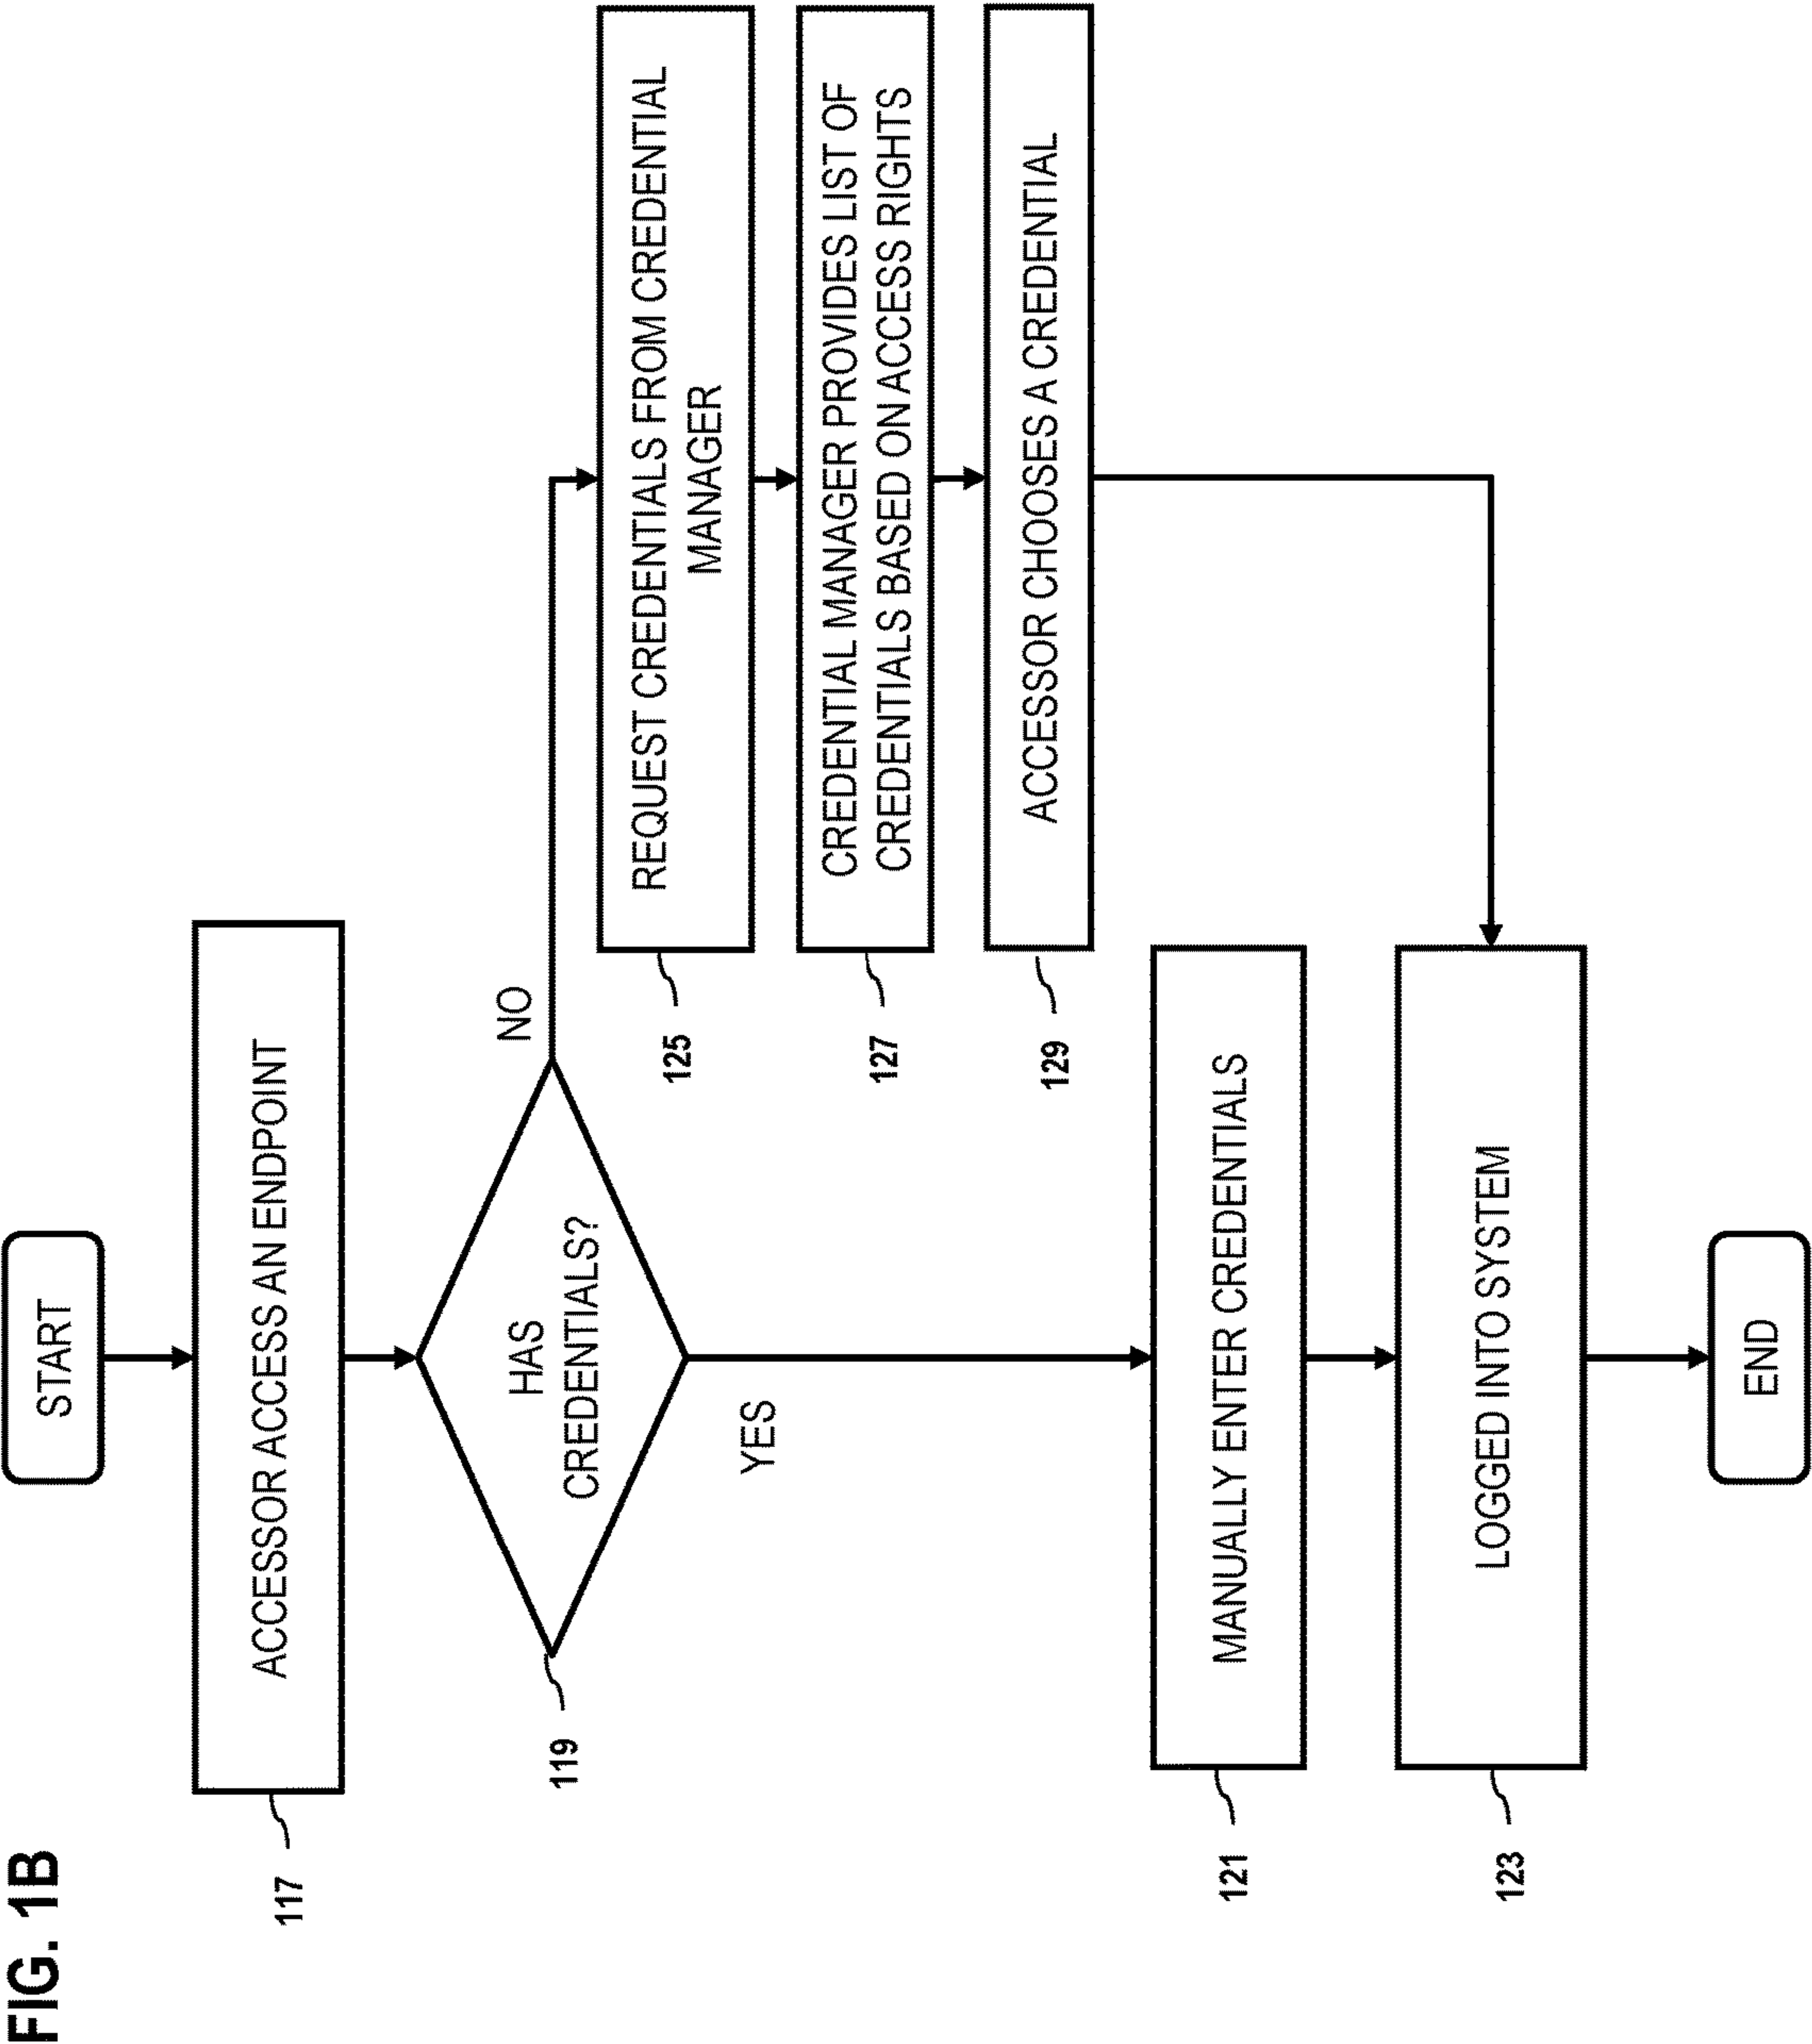 FIG. 1B
START
ACCESSOR ACCESS AN ENDPOINT
117
HAS
CREDENTIALS?
119
NO
YES
REQUEST CREDENTIALS FROM CREDENTIAL
MANAGER
125
CREDENTIAL MANAGER PROVIDES LIST OF
CREDENTIALS BASED ON ACCESS RIGHTS
127
ACCESSOR CHOOSES A CREDENTIAL
129
MANUALLY ENTER CREDENTIALS
121
LOGGED INTO SYSTEM
123
END